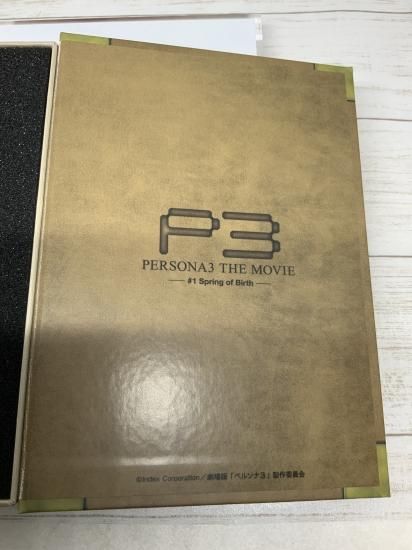 P3
PERSONA3 THE MOVIE
#1 Spring of Birth
©Index Corporation／劇場版「ペルソナ3」製作委員会